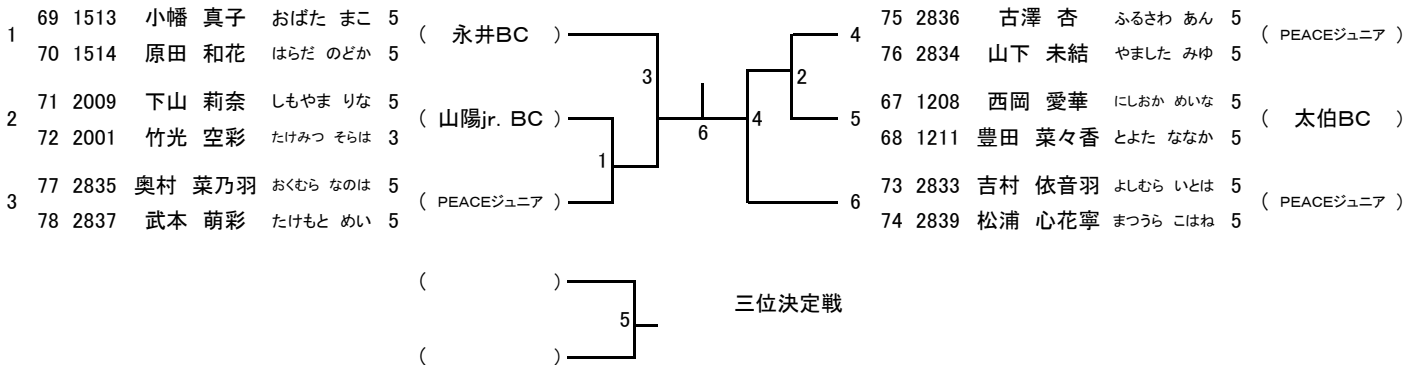 1 69 1513 小幡 真子 おばた まこ 5 ( 永井BC )
70 1514 原田 和花 はらだ のどか 5
2 71 2009 下山 莉奈 しもやま りな 5 ( 山陽jr. BC )
72 2001 竹光 空彩 たけみつ そらは 3
3 77 2835 奥村 菜乃羽 おくむら なのは 5 ( PEACEジュニア )
78 2837 武本 萌彩 たけもと めい 5
3
1
6
4
2
4 75 2836 古澤 杏 ふるさわ あん 5 ( PEACEジュニア )
76 2834 山下 未結 やました みゆ 5
5 67 1208 西岡 愛華 にしおか めいな 5 ( 太伯BC )
68 1211 豊田 菜々香 とよた ななか 5
6 73 2833 吉村 依音羽 よしむら いとは 5 ( PEACEジュニア )
74 2839 松浦 心花寧 まつうら こはね 5
( )
5 三位決定戦
( )